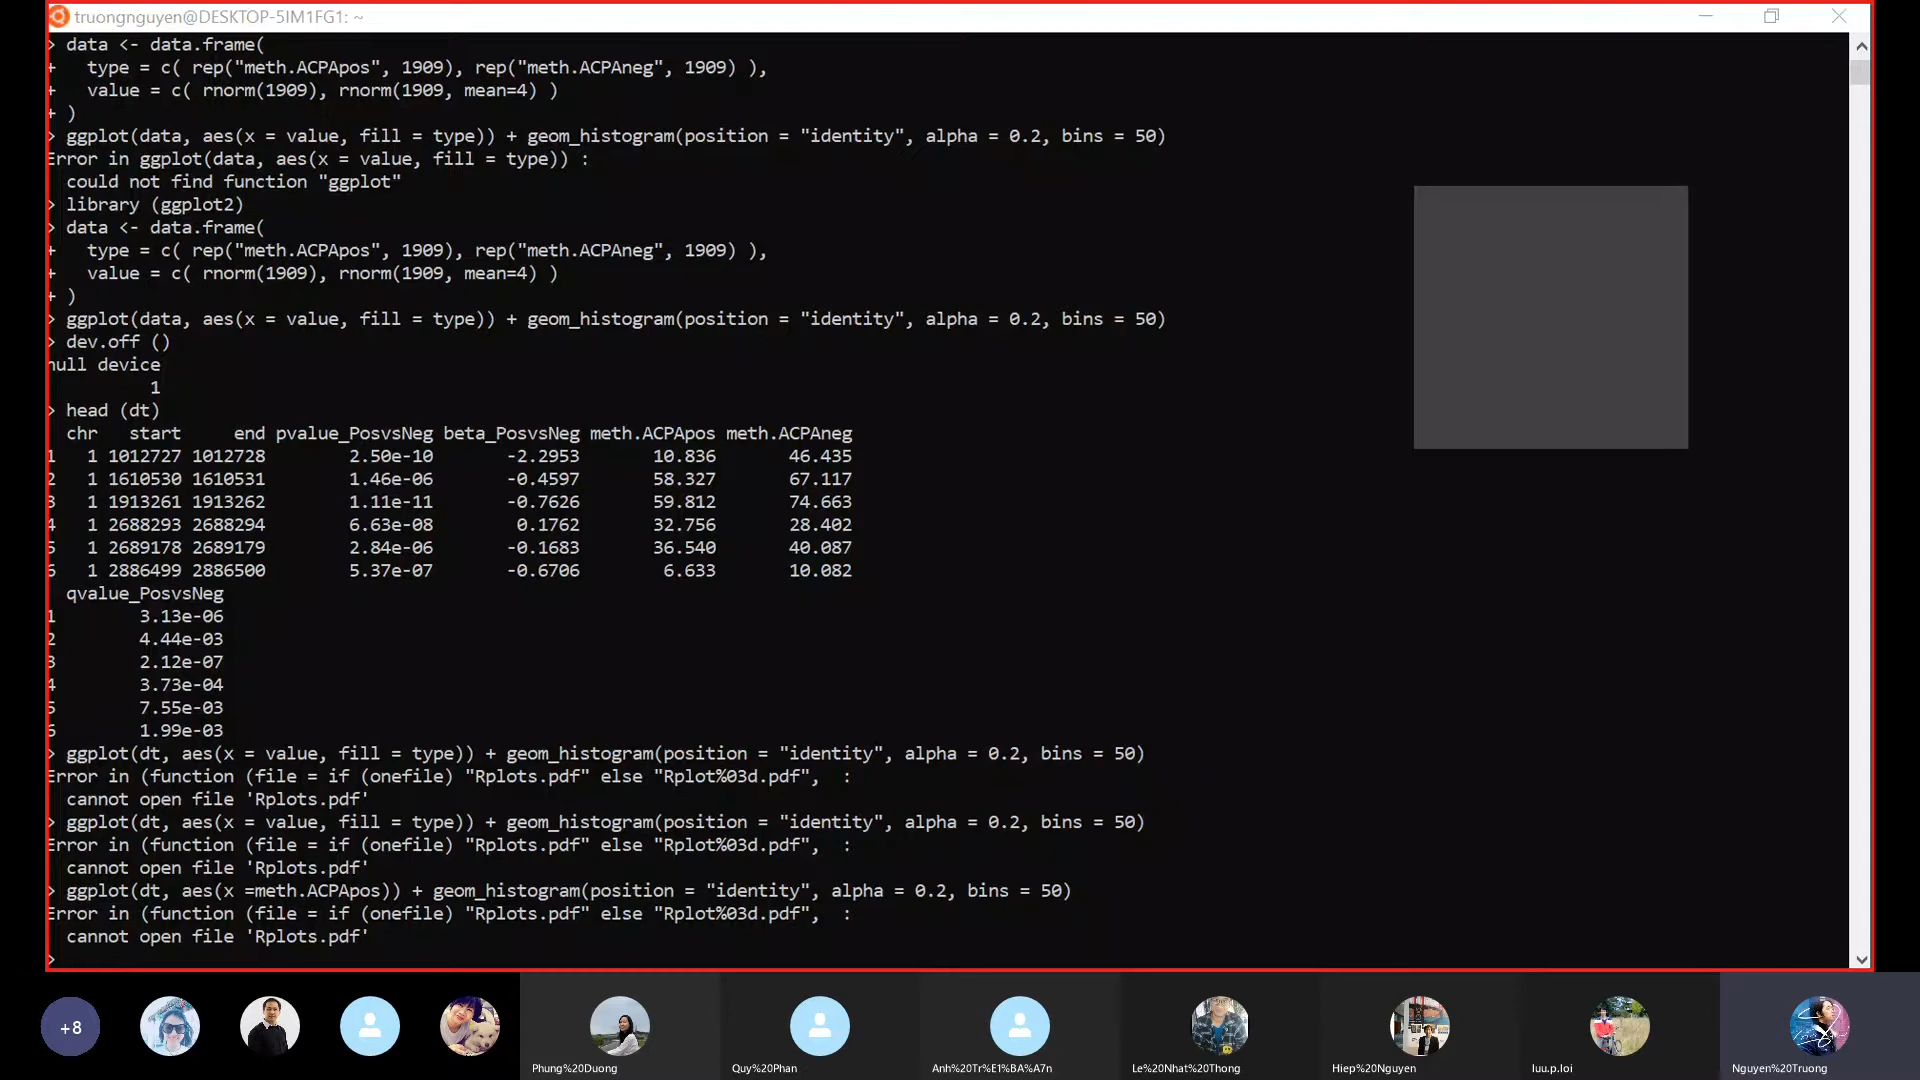 truongnguyen@DESKTOP-5IM1FG1: ~
> data <- data.frame(
+   type = c( rep("meth.ACPApos", 1909), rep("meth.ACPAneg", 1909) ),
+   value = c( rnorm(1909), rnorm(1909, mean=4) )
+ )
> ggplot(data, aes(x = value, fill = type)) + geom_histogram(position = "identity", alpha = 0.2, bins = 50)
Error in ggplot(data, aes(x = value, fill = type)) :
  could not find function "ggplot"
> library (ggplot2)
> data <- data.frame(
+   type = c( rep("meth.ACPApos", 1909), rep("meth.ACPAneg", 1909) ),
+   value = c( rnorm(1909), rnorm(1909, mean=4) )
+ )
> ggplot(data, aes(x = value, fill = type)) + geom_histogram(position = "identity", alpha = 0.2, bins = 50)
> dev.off ()
null device
          1
> head (dt)
  chr   start     end pvalue_PosvsNeg beta_PosvsNeg meth.ACPApos meth.ACPAneg
1   1 1012727 1012728        2.50e-10       -2.2953       10.836       46.435
2   1 1610530 1610531        1.46e-06       -0.4597       58.327       67.117
3   1 1913261 1913262        1.11e-11       -0.7626       59.812       74.663
4   1 2688293 2688294        6.63e-08        0.1762       32.756       28.402
5   1 2689178 2689179        2.84e-06       -0.1683       36.540       40.087
6   1 2886499 2886500        5.37e-07       -0.6706        6.633       10.082
  qvalue_PosvsNeg
1        3.13e-06
2        4.44e-03
3        2.12e-07
4        3.73e-04
5        7.55e-03
6        1.99e-03
> ggplot(dt, aes(x = value, fill = type)) + geom_histogram(position = "identity", alpha = 0.2, bins = 50)
Error in (function (file = if (onefile) "Rplots.pdf" else "Rplot%03d.pdf",  :
  cannot open file 'Rplots.pdf'
> ggplot(dt, aes(x = value, fill = type)) + geom_histogram(position = "identity", alpha = 0.2, bins = 50)
Error in (function (file = if (onefile) "Rplots.pdf" else "Rplot%03d.pdf",  :
  cannot open file 'Rplots.pdf'
> ggplot(dt, aes(x =meth.ACPApos)) + geom_histogram(position = "identity", alpha = 0.2, bins = 50)
Error in (function (file = if (onefile) "Rplots.pdf" else "Rplot%03d.pdf",  :
  cannot open file 'Rplots.pdf'
>
+8
Phung%20Duong
Quy%20Phan
Anh%20Tr%E1%BA%A7n
Le%20Nhat%20Thong
Hiep%20Nguyen
luu.p.loi
Nguyen%20Truong